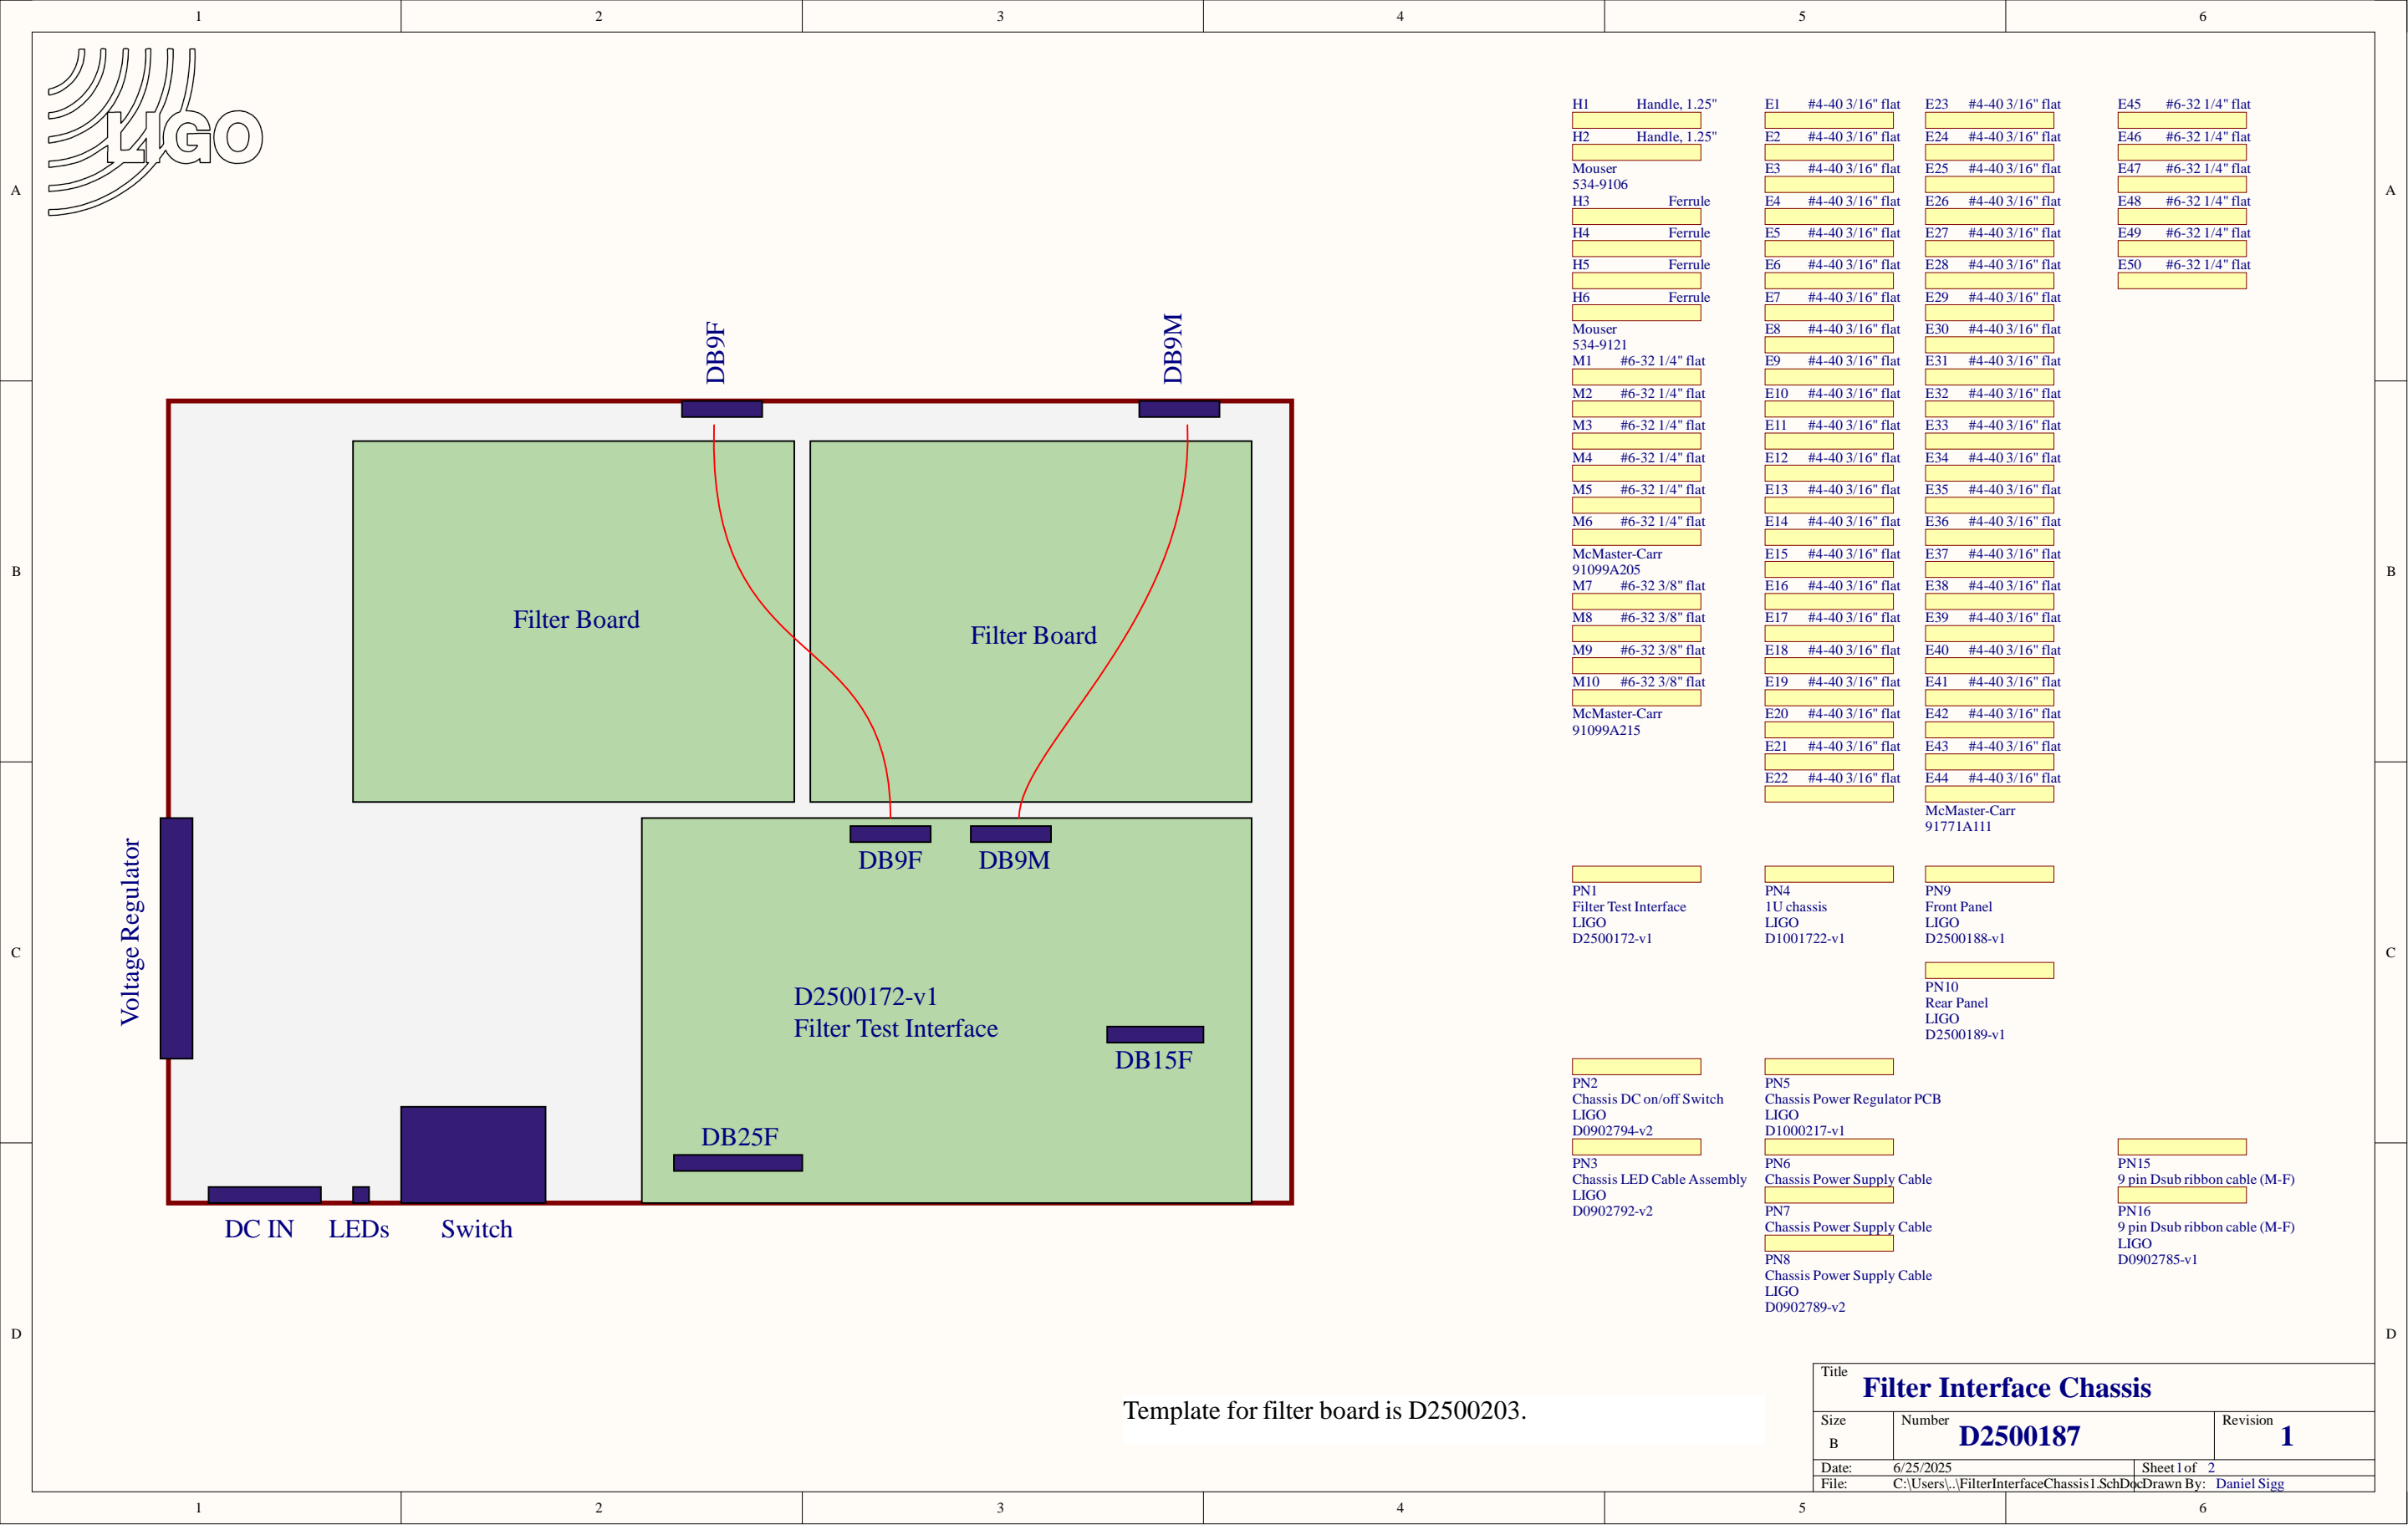 1 2 3 4 5 6
A
A
B
B
C
C
D
D
LIGO
DB9F
DB9M
Filter Board
Filter Board
DB9F
DB9M
Voltage Regulator
D2500172-v1
Filter Test Interface
DB15F
DB25F
DC IN
LEDs
Switch
H1 Handle, 1.25"
H2 Handle, 1.25"
Mouser
534-9106
H3 Ferrule
H4 Ferrule
H5 Ferrule
H6 Ferrule
Mouser
534-9121
M1 #6-32 1/4" flat
M2 #6-32 1/4" flat
M3 #6-32 1/4" flat
M4 #6-32 1/4" flat
M5 #6-32 1/4" flat
M6 #6-32 1/4" flat
McMaster-Carr
91099A205
M7 #6-32 3/8" flat
M8 #6-32 3/8" flat
M9 #6-32 3/8" flat
M10 #6-32 3/8" flat
McMaster-Carr
91099A215
E1 #4-40 3/16" flat
E2 #4-40 3/16" flat
E3 #4-40 3/16" flat
E4 #4-40 3/16" flat
E5 #4-40 3/16" flat
E6 #4-40 3/16" flat
E7 #4-40 3/16" flat
E8 #4-40 3/16" flat
E9 #4-40 3/16" flat
E10 #4-40 3/16" flat
E11 #4-40 3/16" flat
E12 #4-40 3/16" flat
E13 #4-40 3/16" flat
E14 #4-40 3/16" flat
E15 #4-40 3/16" flat
E16 #4-40 3/16" flat
E17 #4-40 3/16" flat
E18 #4-40 3/16" flat
E19 #4-40 3/16" flat
E20 #4-40 3/16" flat
E21 #4-40 3/16" flat
E22 #4-40 3/16" flat
E23 #4-40 3/16" flat
E24 #4-40 3/16" flat
E25 #4-40 3/16" flat
E26 #4-40 3/16" flat
E27 #4-40 3/16" flat
E28 #4-40 3/16" flat
E29 #4-40 3/16" flat
E30 #4-40 3/16" flat
E31 #4-40 3/16" flat
E32 #4-40 3/16" flat
E33 #4-40 3/16" flat
E34 #4-40 3/16" flat
E35 #4-40 3/16" flat
E36 #4-40 3/16" flat
E37 #4-40 3/16" flat
E38 #4-40 3/16" flat
E39 #4-40 3/16" flat
E40 #4-40 3/16" flat
E41 #4-40 3/16" flat
E42 #4-40 3/16" flat
E43 #4-40 3/16" flat
E44 #4-40 3/16" flat
McMaster-Carr
91771A111
E45 #6-32 1/4" flat
E46 #6-32 1/4" flat
E47 #6-32 1/4" flat
E48 #6-32 1/4" flat
E49 #6-32 1/4" flat
E50 #6-32 1/4" flat
PN1
Filter Test Interface
LIGO
D2500172-v1
PN4
1U chassis
LIGO
D1001722-v1
PN9
Front Panel
LIGO
D2500188-v1
PN10
Rear Panel
LIGO
D2500189-v1
PN2
Chassis DC on/off Switch
LIGO
D0902794-v2
PN3
Chassis LED Cable Assembly
LIGO
D0902792-v2
PN5
Chassis Power Regulator PCB
LIGO
D1000217-v1
PN6
Chassis Power Supply Cable
PN7
Chassis Power Supply Cable
PN8
Chassis Power Supply Cable
LIGO
D0902789-v2
PN15
9 pin Dsub ribbon cable (M-F)
PN16
9 pin Dsub ribbon cable (M-F)
LIGO
D0902785-v1
Template for filter board is D2500203.
Title
Filter Interface Chassis
Size
B
Number
D2500187
Revision
1
Date: 6/25/2025 Sheet 1 of 2
File: C:\Users\..\FilterInterfaceChassis1.SchDoc Drawn By: Daniel Sigg
1 2 3 4 5 6